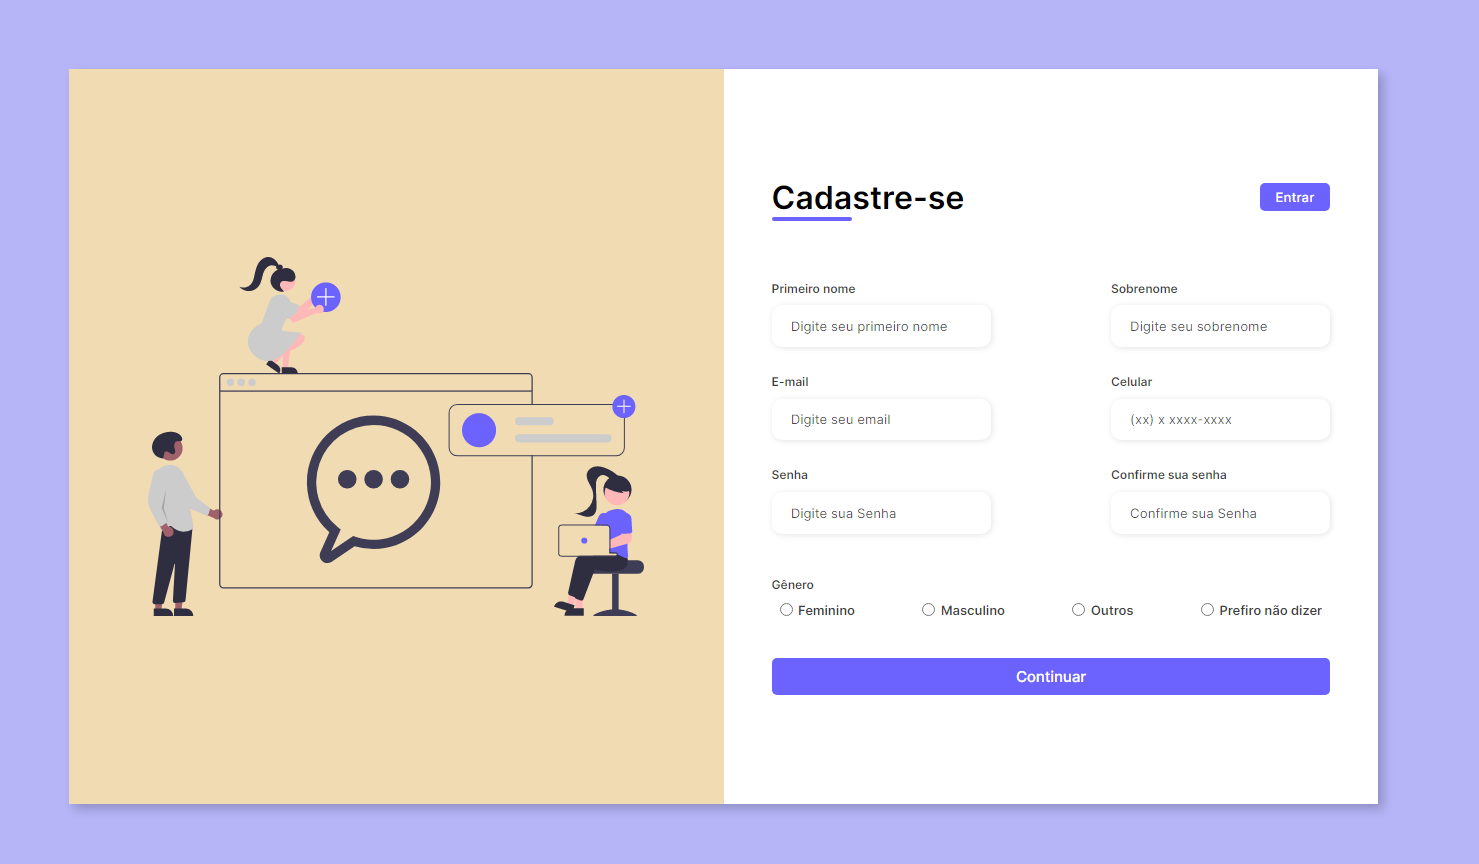 Cadastre-se
Entrar
Primeiro nome
Sobrenome
Digite seu primeiro nome
Digite seu sobrenome
E-mail
Celular
Digite seu email
(xx) x xxxx-xxxx
Senha
Confirme sua senha
Digite sua Senha
Confirme sua Senha
Gênero
Feminino
Masculino
Outros
Prefiro não dizer
Continuar